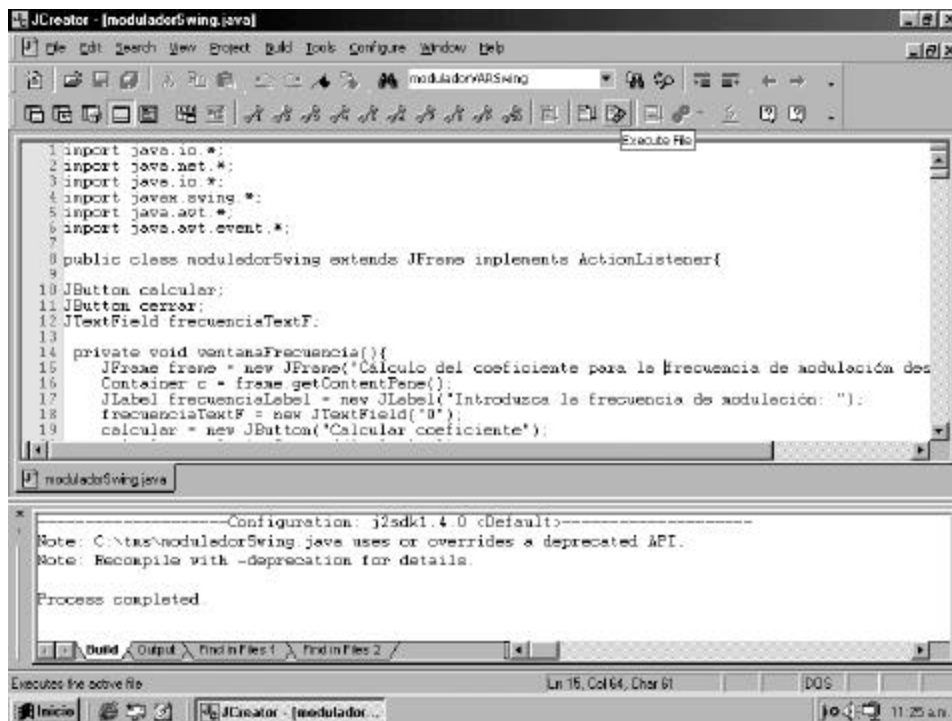 JCreator - [moduladorSwing.java]
File Edit Search View Project Build Tools Configure Window Help
moduladorVARSwing
Execute File
1 import java.io.*;
2 import java.net.*;
3 import java.io.*;
4 import javax.swing.*;
5 import java.awt.*;
6 import java.awt.event.*;
7
8 public class moduladorSwing extends JFrame implements ActionListener{
9
10 JButton calcular;
11 JButton cerrar;
12 JTextField frecuenciaTextF;
13
14 private void ventanaFrecuencia(){
15 JFrame frame = new JFrame("Cálculo del coeficiente para la frecuencia de modulación des
16 Container c = frame.getContentPane();
17 JLabel frecuenciaLabel = new JLabel("Introduzca la frecuencia de modulación: ");
18 frecuenciaTextF = new JTextField("0");
19 calcular = new JButton("Calcular coeficiente");
moduladorSwing.java
--------------------Configuration: j2sdk1.4.0 <Default>--------------------
Note: C:\tms\moduladorSwing.java uses or overrides a deprecated API.
Note: Recompile with -deprecation for details.
Process completed.
Build Output Find in Files 1 Find in Files 2
Executes the active file Ln 15, Col 64, Char 61 DOS
Inicio JCreator - [modulador... 11:25 a.m.